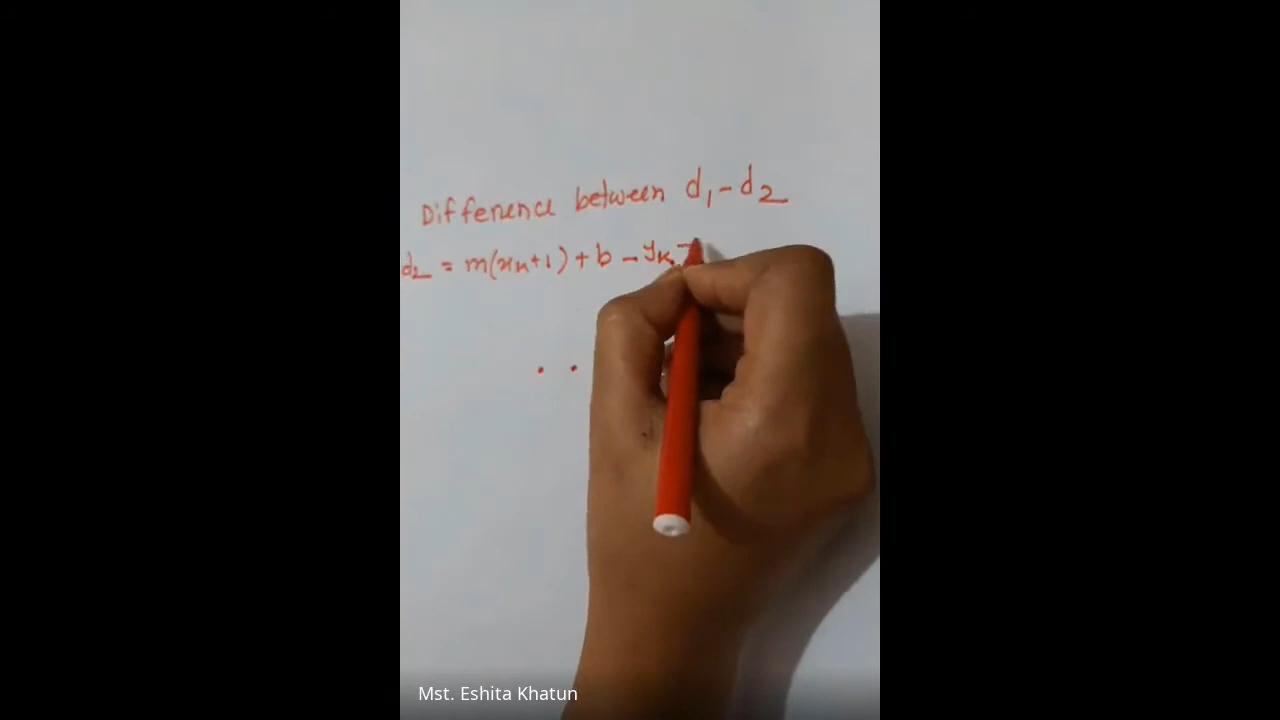 Difference between d₁-d₂
d₂ = m(xₖ+1) + b - yₖ -
Mst. Eshita Khatun